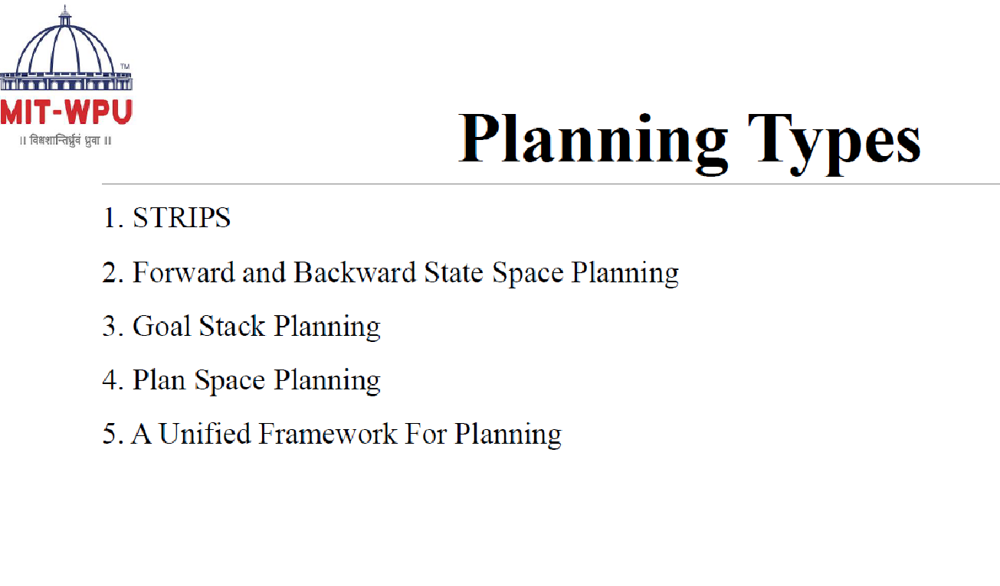 TM
MIT-WPU
॥ विश्वशान्तिर्ध्रुवं ध्रुवा ॥
Planning Types
1. STRIPS
2. Forward and Backward State Space Planning
3. Goal Stack Planning
4. Plan Space Planning
5. A Unified Framework For Planning